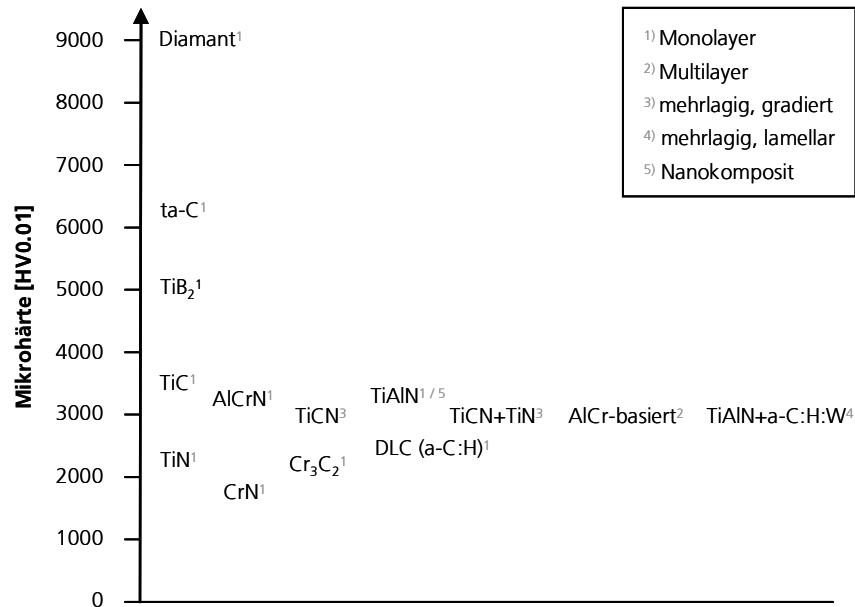 Mikrohärte [HV0.01]
9000
8000
7000
6000
5000
4000
3000
2000
1000
0
Diamant¹
ta-C¹
TiB₂¹
TiC¹
AlCrN¹
TiAlN¹ / ⁵
TiCN³
TiCN+TiN³
AlCr-basiert²
TiAlN+a-C:H:W⁴
DLC (a-C:H)¹
TiN¹
Cr₃C₂¹
CrN¹
¹⁾ Monolayer
²⁾ Multilayer
³⁾ mehrlagig, gradiert
⁴⁾ mehrlagig, lamellar
⁵⁾ Nanokomposit